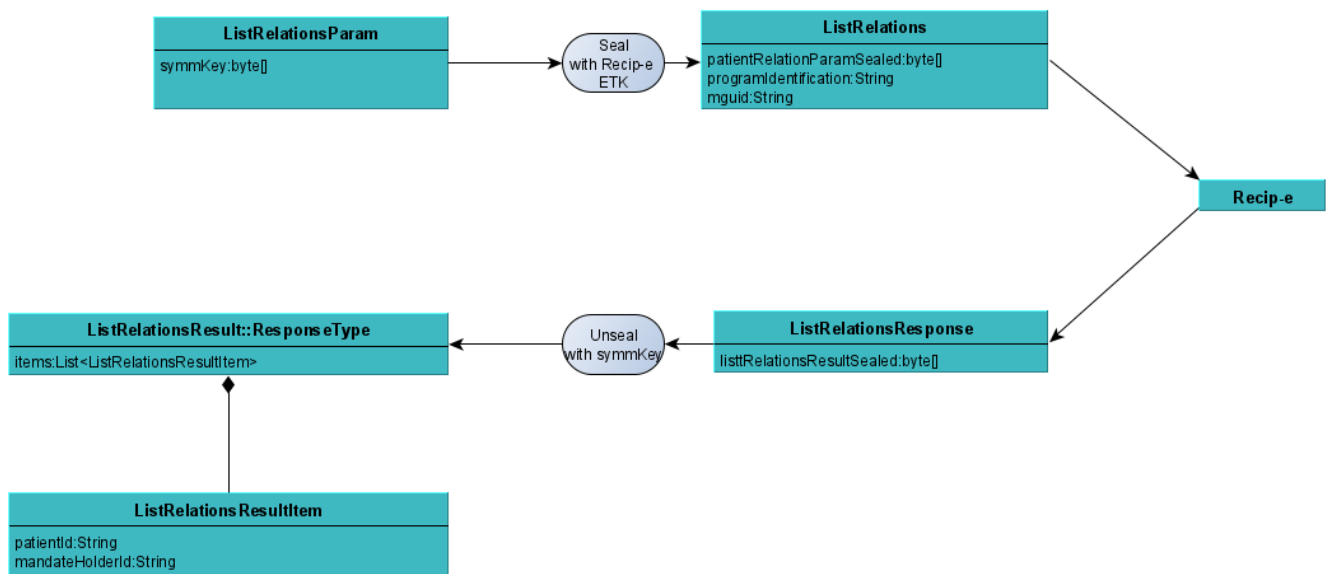 ListRelationsParam
symmKey:byte[]
Seal
with Recip-e
ETK
ListRelations
patientRelationParamSealed:byte[]
programIdentification:String
mguid:String
Recip-e
ListRelationsResponse
listtRelationsResultSealed:byte[]
Unseal
with symmKey
ListRelationsResult::ResponseType
items:List<ListRelationsResultItem>
ListRelationsResultItem
patientId:String
mandateHolderId:String